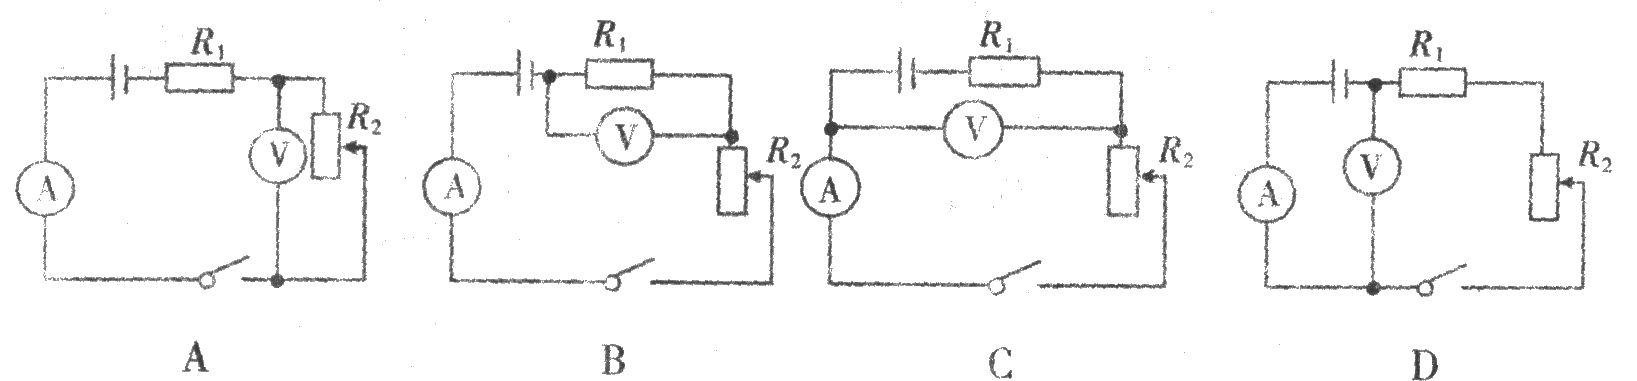 R₁ R₁ R₁ R₁
V R₂ A
V R₂ A
V R₂ A
V R₂ A
A B C D